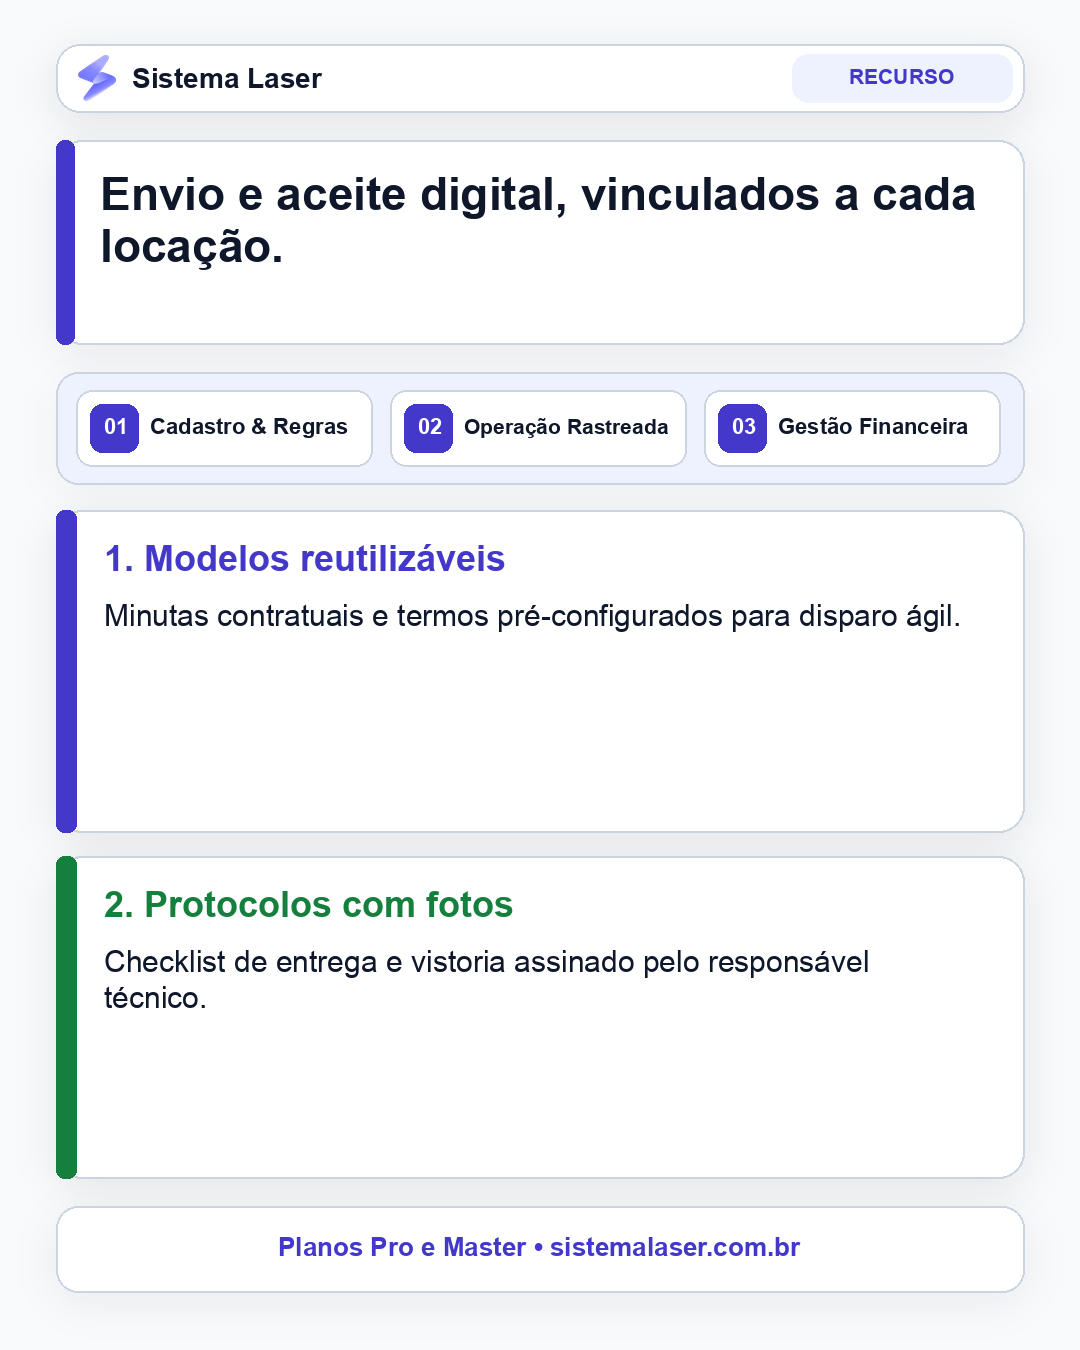 Sistema Laser
RECURSO
Envio e aceite digital, vinculados a cada
locação.
01 Cadastro & Regras
02 Operação Rastreada
03 Gestão Financeira
1. Modelos reutilizáveis
Minutas contratuais e termos pré-configurados para disparo ágil.
2. Protocolos com fotos
Checklist de entrega e vistoria assinado pelo responsável
técnico.
Planos Pro e Master • sistemalaser.com.br